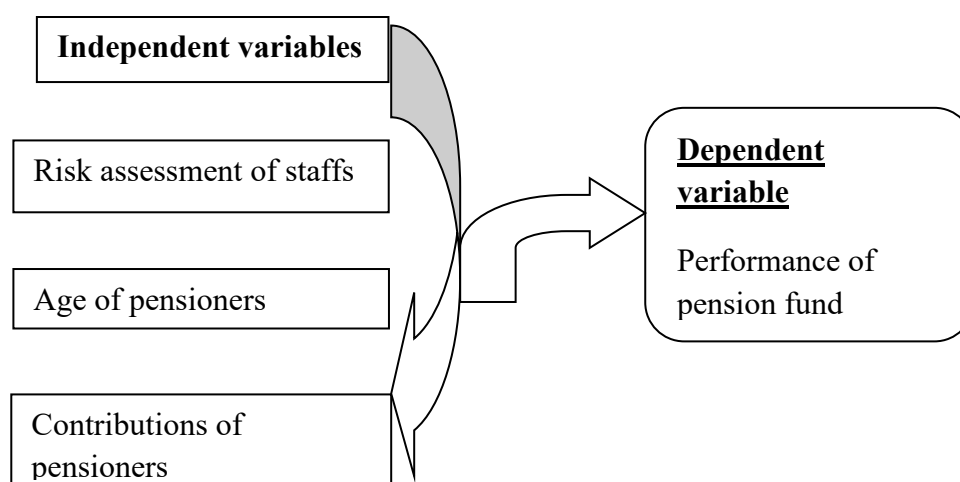 Independent variables
Risk assessment of staffs
Age of pensioners
Contributions of
pensioners
Dependent
variable
Performance of
pension fund